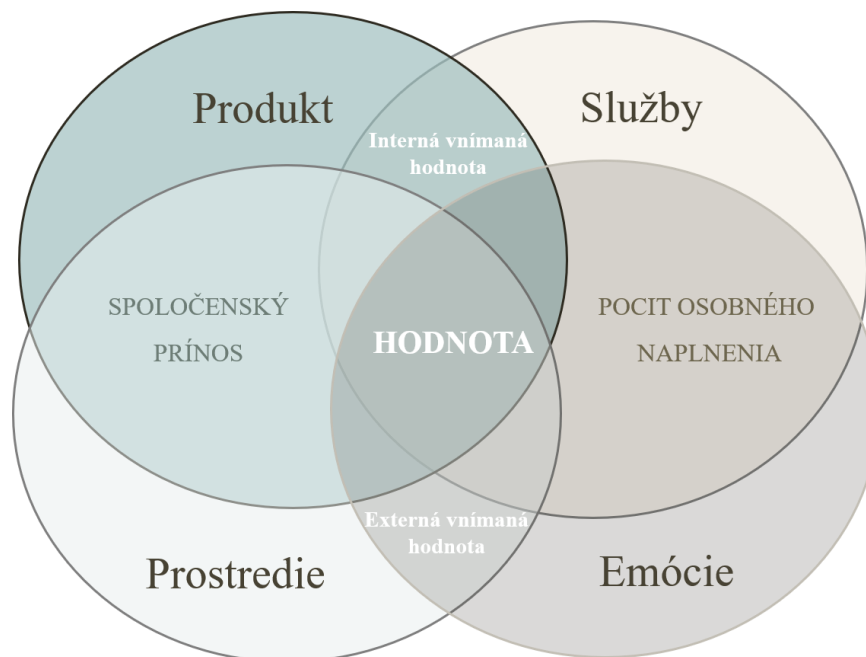 Produkt
Služby
Interná vnímaná
hodnota
SPOLOČENSKÝ
PRÍNOS
HODNOTA
POCIT OSOBNÉHO
NAPLNENIA
Externá vnímaná
hodnota
Prostredie
Emócie